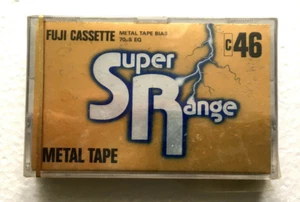 FUJI CASSETTE
METAL TAPE BIAS
70μS EQ
C46
Super
Range
METAL TAPE